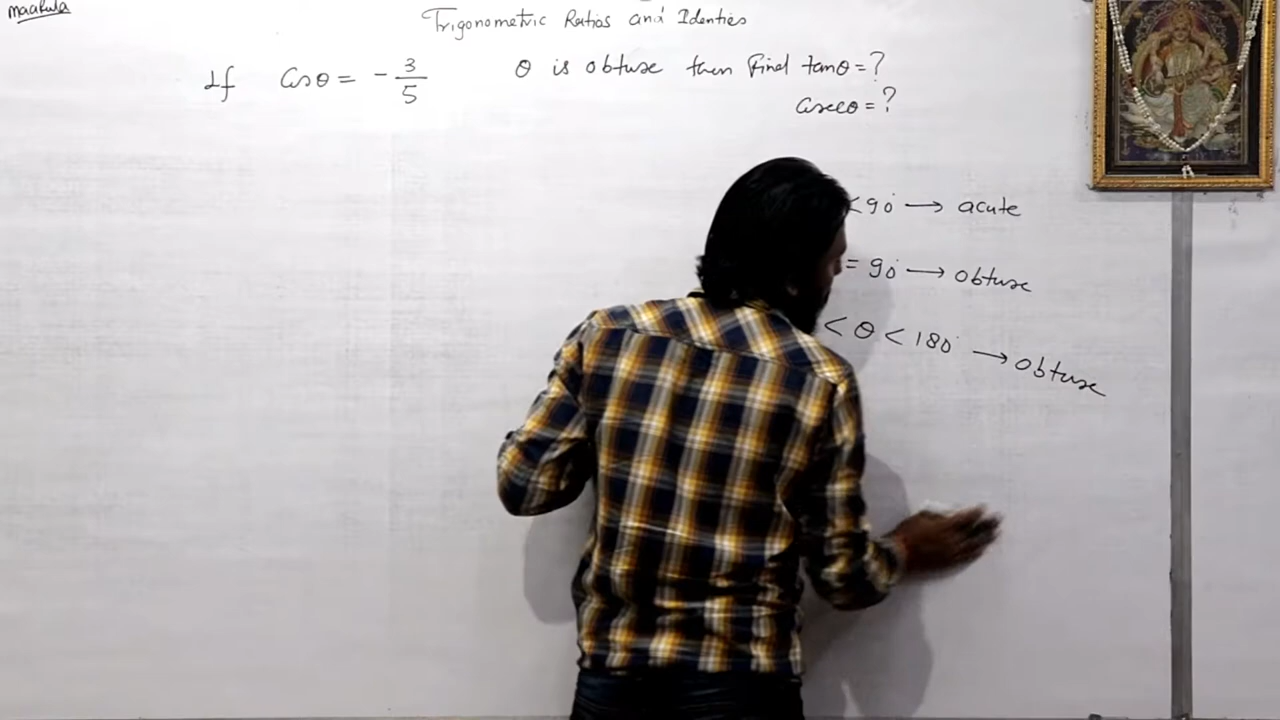 Maakula
Trigonometric Ratios and Identies
If Cosθ = -3/5 θ is obtuse then find tanθ = ?
Cosecθ = ?
<90° → acute
= 90° → obtuse
< θ < 180° → obtuse